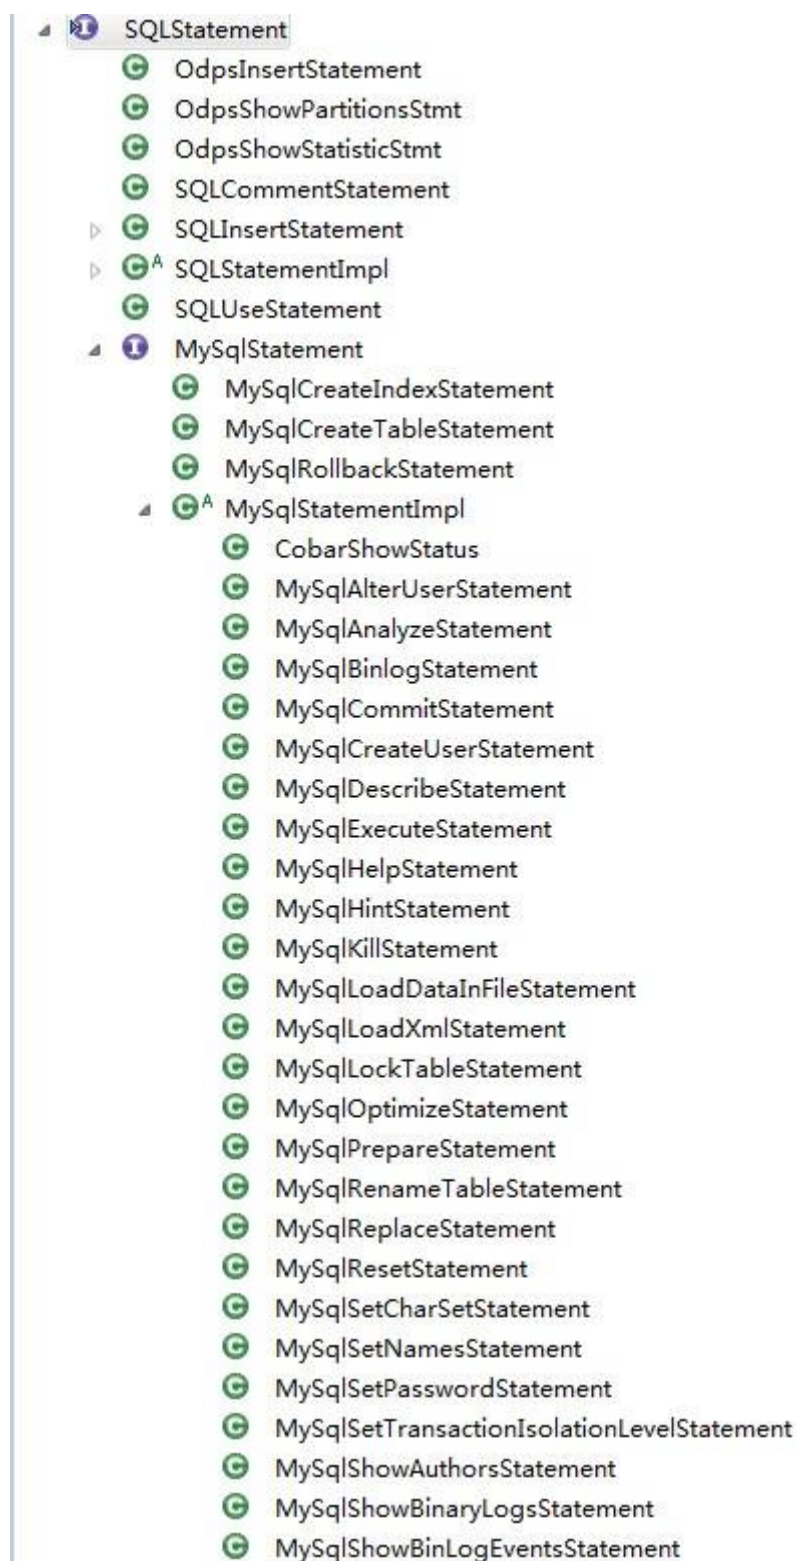 SQLStatement
OdpsInsertStatement
OdpsShowPartitionsStmt
OdpsShowStatisticStmt
SQLCommentStatement
SQLInsertStatement
SQLStatementImpl
SQLUseStatement
MySqlStatement
MySqlCreateIndexStatement
MySqlCreateTableStatement
MySqlRollbackStatement
MySqlStatementImpl
CobarShowStatus
MySqlAlterUserStatement
MySqlAnalyzeStatement
MySqlBinlogStatement
MySqlCommitStatement
MySqlCreateUserStatement
MySqlDescribeStatement
MySqlExecuteStatement
MySqlHelpStatement
MySqlHintStatement
MySqlKillStatement
MySqlLoadDataInFileStatement
MySqlLoadXmlStatement
MySqlLockTableStatement
MySqlOptimizeStatement
MySqlPrepareStatement
MySqlRenameTableStatement
MySqlReplaceStatement
MySqlResetStatement
MySqlSetCharSetStatement
MySqlSetNamesStatement
MySqlSetPasswordStatement
MySqlSetTransactionIsolationLevelStatement
MySqlShowAuthorsStatement
MySqlShowBinaryLogsStatement
MySqlShowBinLogEventsStatement